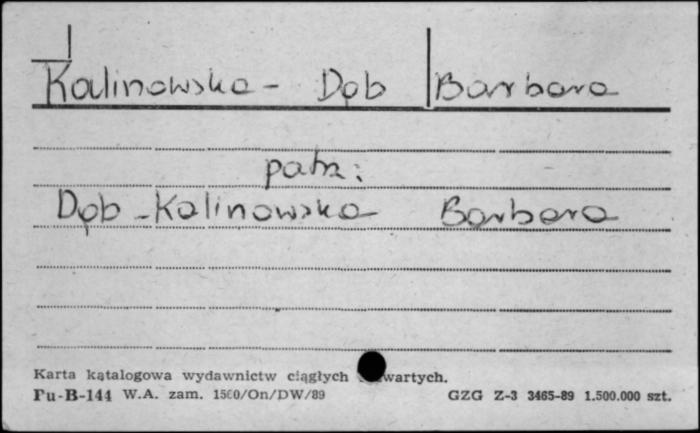 Kalinowska - Dąb Barbara
patrz:
Dąb - Kalinowska Barbara
Karta katalogowa wydawnictw ciągłych wartych.
Pu-B-144 W.A. zam. 1500/On/DW/89 GZG Z-3 3465-89 1.500.000 szt.